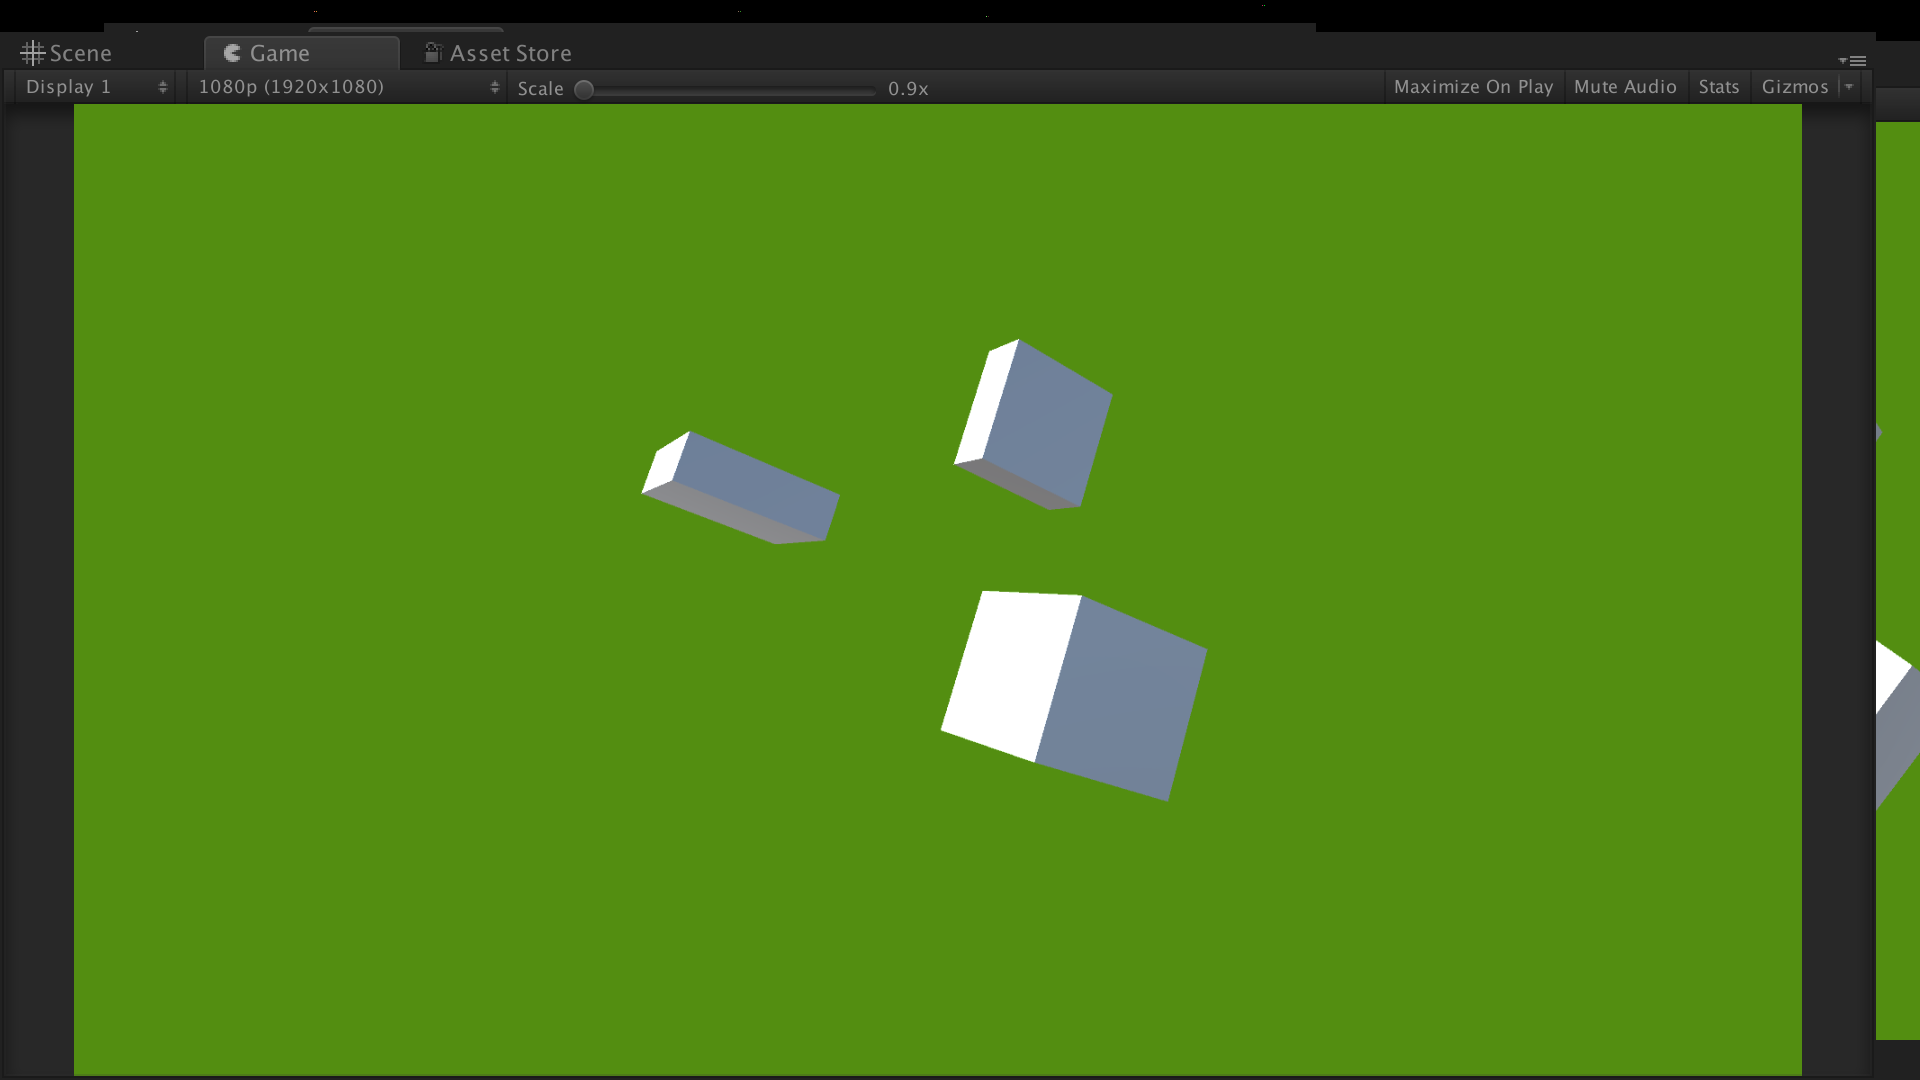 Scene Game Asset Store
Display 1 1080p (1920x1080) Scale 0.9x Maximize On Play Mute Audio Stats Gizmos